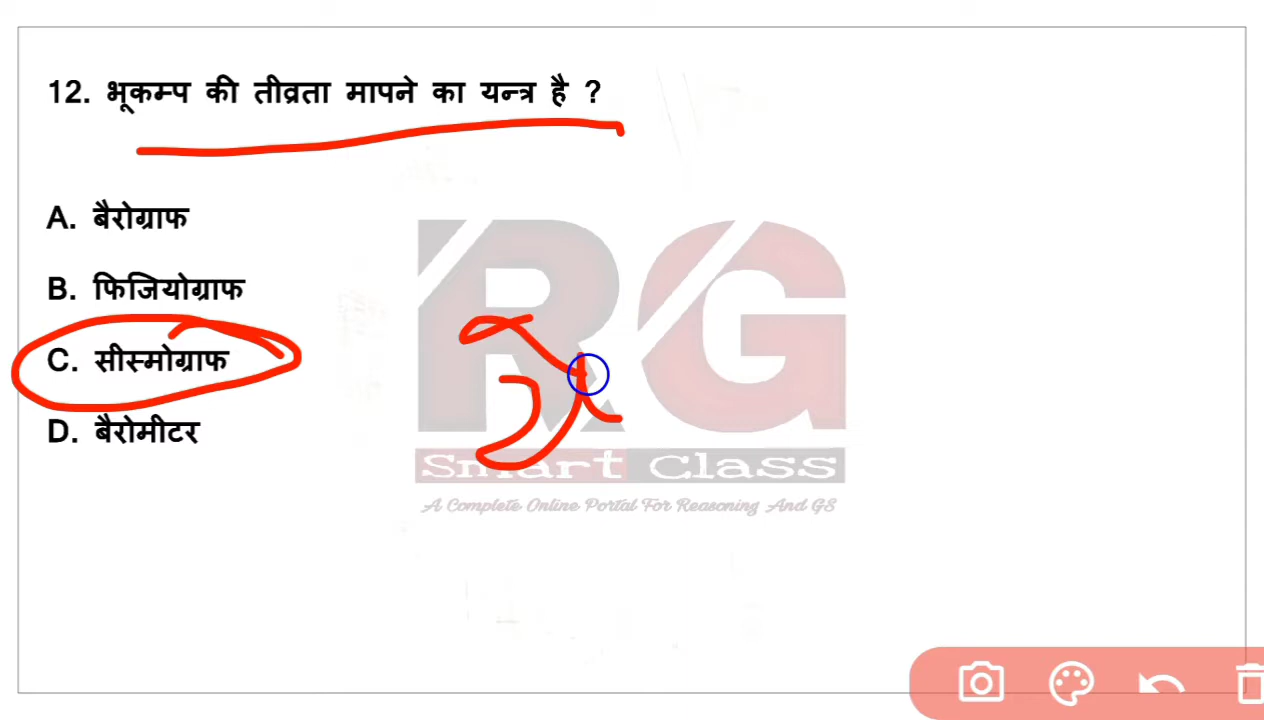 12. भूकम्प की तीव्रता मापने का यन्त्र है ?
A. बैरोग्राफ
B. फिजियोग्राफ
C. सीस्मोग्राफ
D. बैरोमीटर
RG
Smart Class
A Complete Online Portal For Reasoning And GS